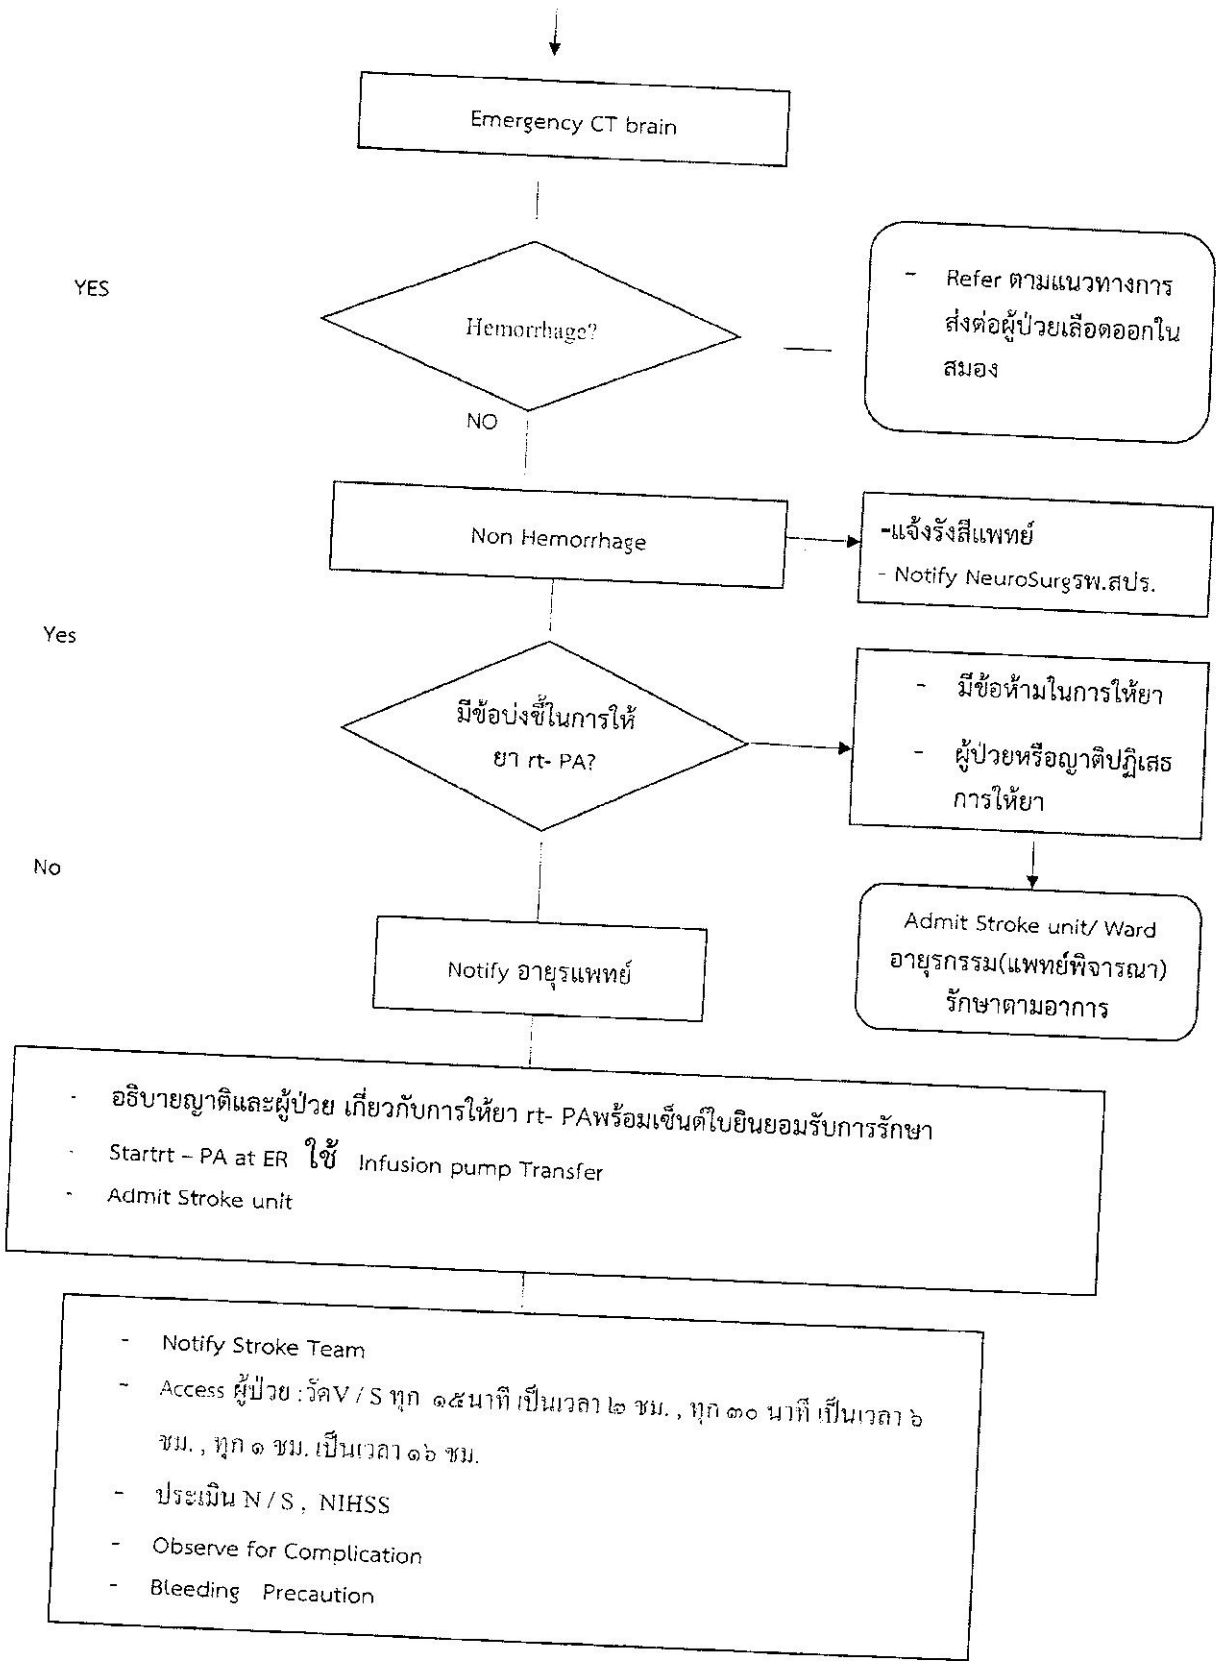 Emergency CT brain
YES
Hemorrhage?
- Refer ตามแนวทางการ
ส่งต่อผู้ป่วยเลือดออกใน
สมอง
NO
Non Hemorrhage
-แจ้งรังสีแพทย์
- Notify NeuroSurgรพ.สปร.
Yes
มีข้อบ่งชี้ในการให้
ยา rt- PA?
- มีข้อห้ามในการให้ยา
- ผู้ป่วยหรือญาติปฏิเสธ
การให้ยา
No
Notify อายุรแพทย์
Admit Stroke unit/ Ward
อายุรกรรม(แพทย์พิจารณา)
รักษาตามอาการ
- อธิบายญาติและผู้ป่วย เกี่ยวกับการให้ยา rt- PAพร้อมเซ็นต์ใบยินยอมรับการรักษา
- Startrt – PA at ER ใช้ Infusion pump Transfer
- Admit Stroke unit
- Notify Stroke Team
- Access ผู้ป่วย :วัดV / S ทุก ๑๕นาที เป็นเวลา ๒ ชม. , ทุก ๓๐ นาที เป็นเวลา ๖
ชม. , ทุก ๑ ชม. เป็นเวลา ๑๖ ชม.
- ประเมิน N / S , NIHSS
- Observe for Complication
- Bleeding Precaution